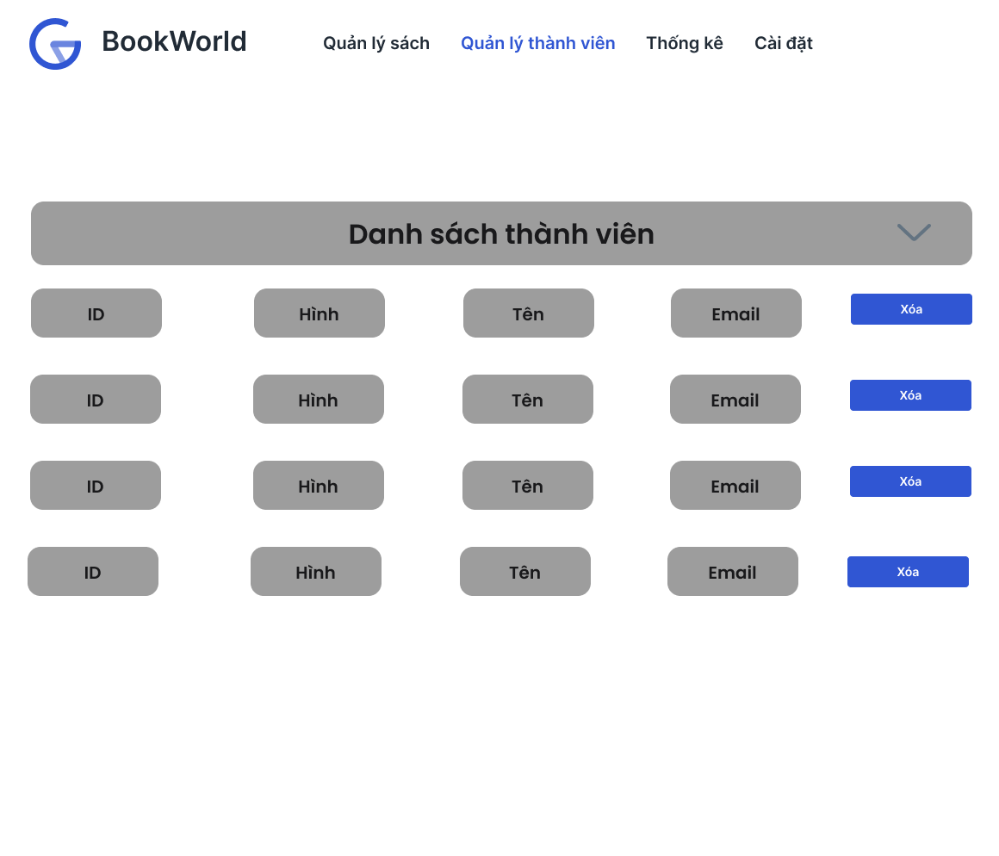 BookWorld
Quản lý sách Quản lý thành viên Thống kê Cài đặt
Danh sách thành viên
ID Hình Tên Email Xóa
ID Hình Tên Email Xóa
ID Hình Tên Email Xóa
ID Hình Tên Email Xóa